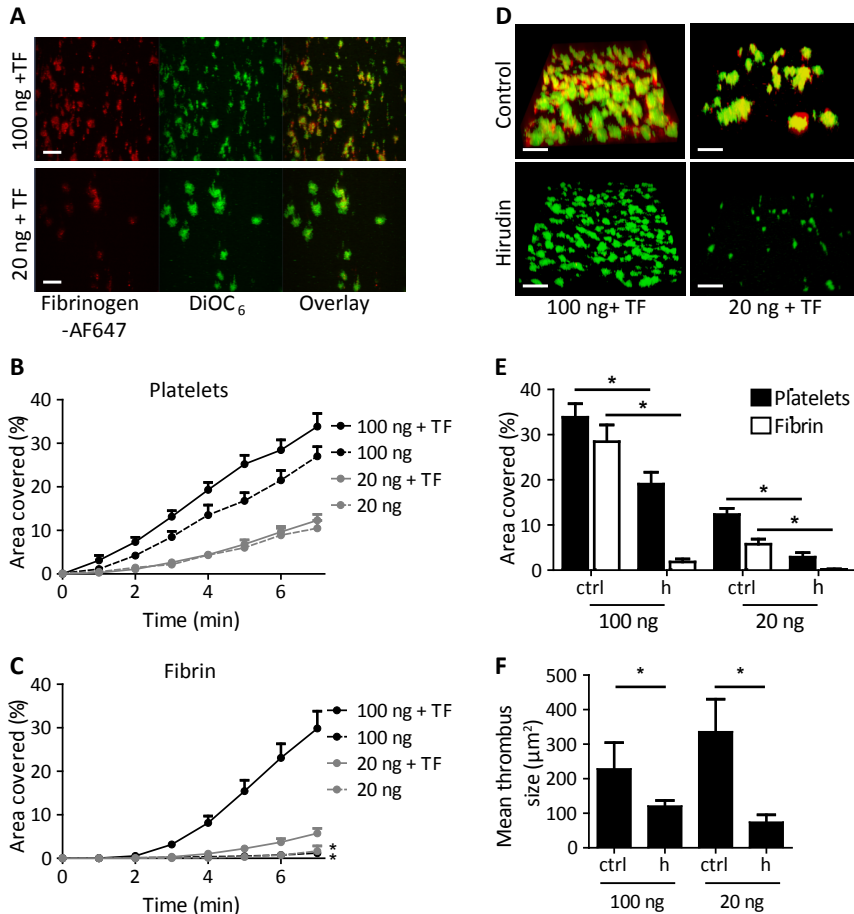 A
100 ng +TF
20 ng + TF
Fibrinogen DiOC6 Overlay
-AF647
D
Control
Hirudin
100 ng+ TF 20 ng + TF
B
Platelets
Area covered (%)
40
30
20
10
0
0 2 4 6
Time (min)
100 ng + TF
100 ng
20 ng + TF
20 ng
C
Fibrin
Area covered (%)
40
30
20
10
0
0 2 4 6
Time (min)
100 ng + TF
100 ng
20 ng + TF
20 ng
*
*
E
Area covered (%)
40
30
20
10
0
* * * *
Platelets
Fibrin
ctrl h ctrl h
100 ng 20 ng
F
Mean thrombus
size (µm²)
500
400
300
200
100
0
* *
ctrl h ctrl h
100 ng 20 ng